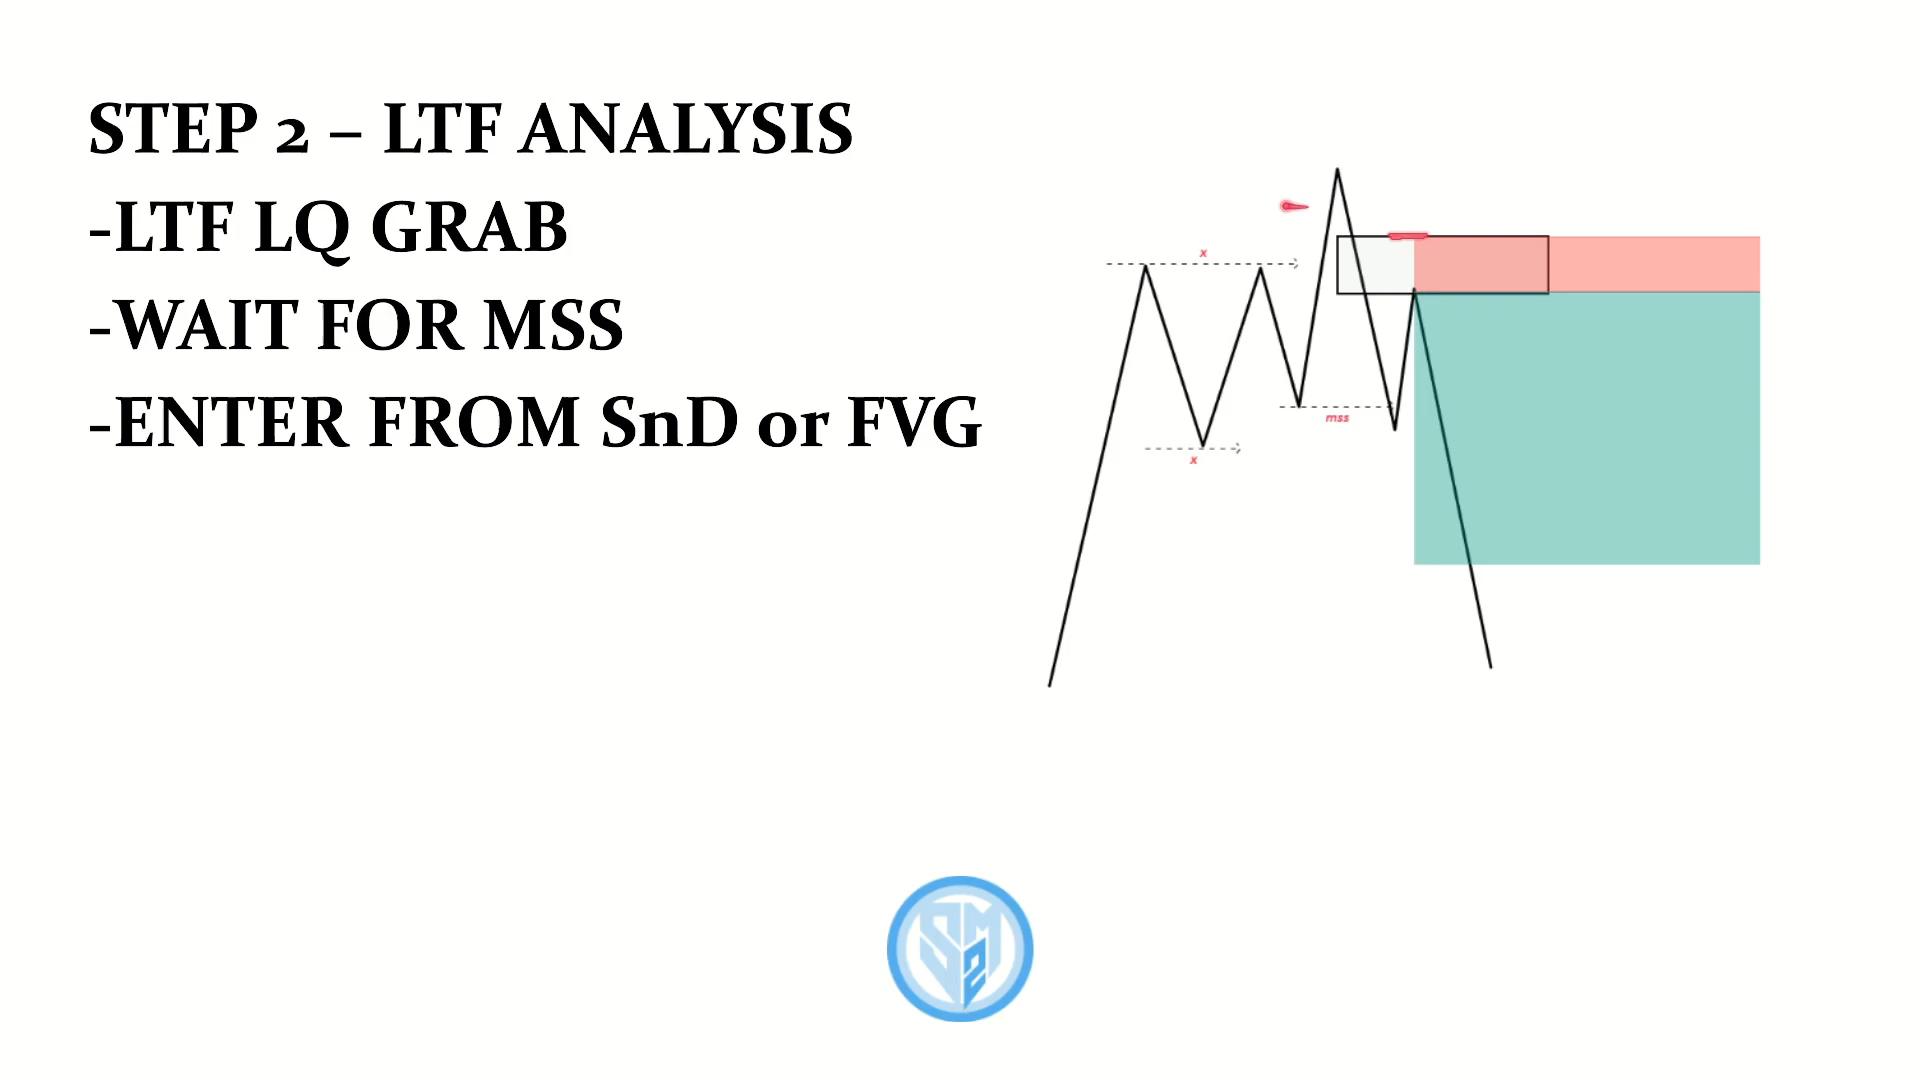 STEP 2 – LTF ANALYSIS
-LTF LQ GRAB
-WAIT FOR MSS
-ENTER FROM SnD or FVG
x
mss
x